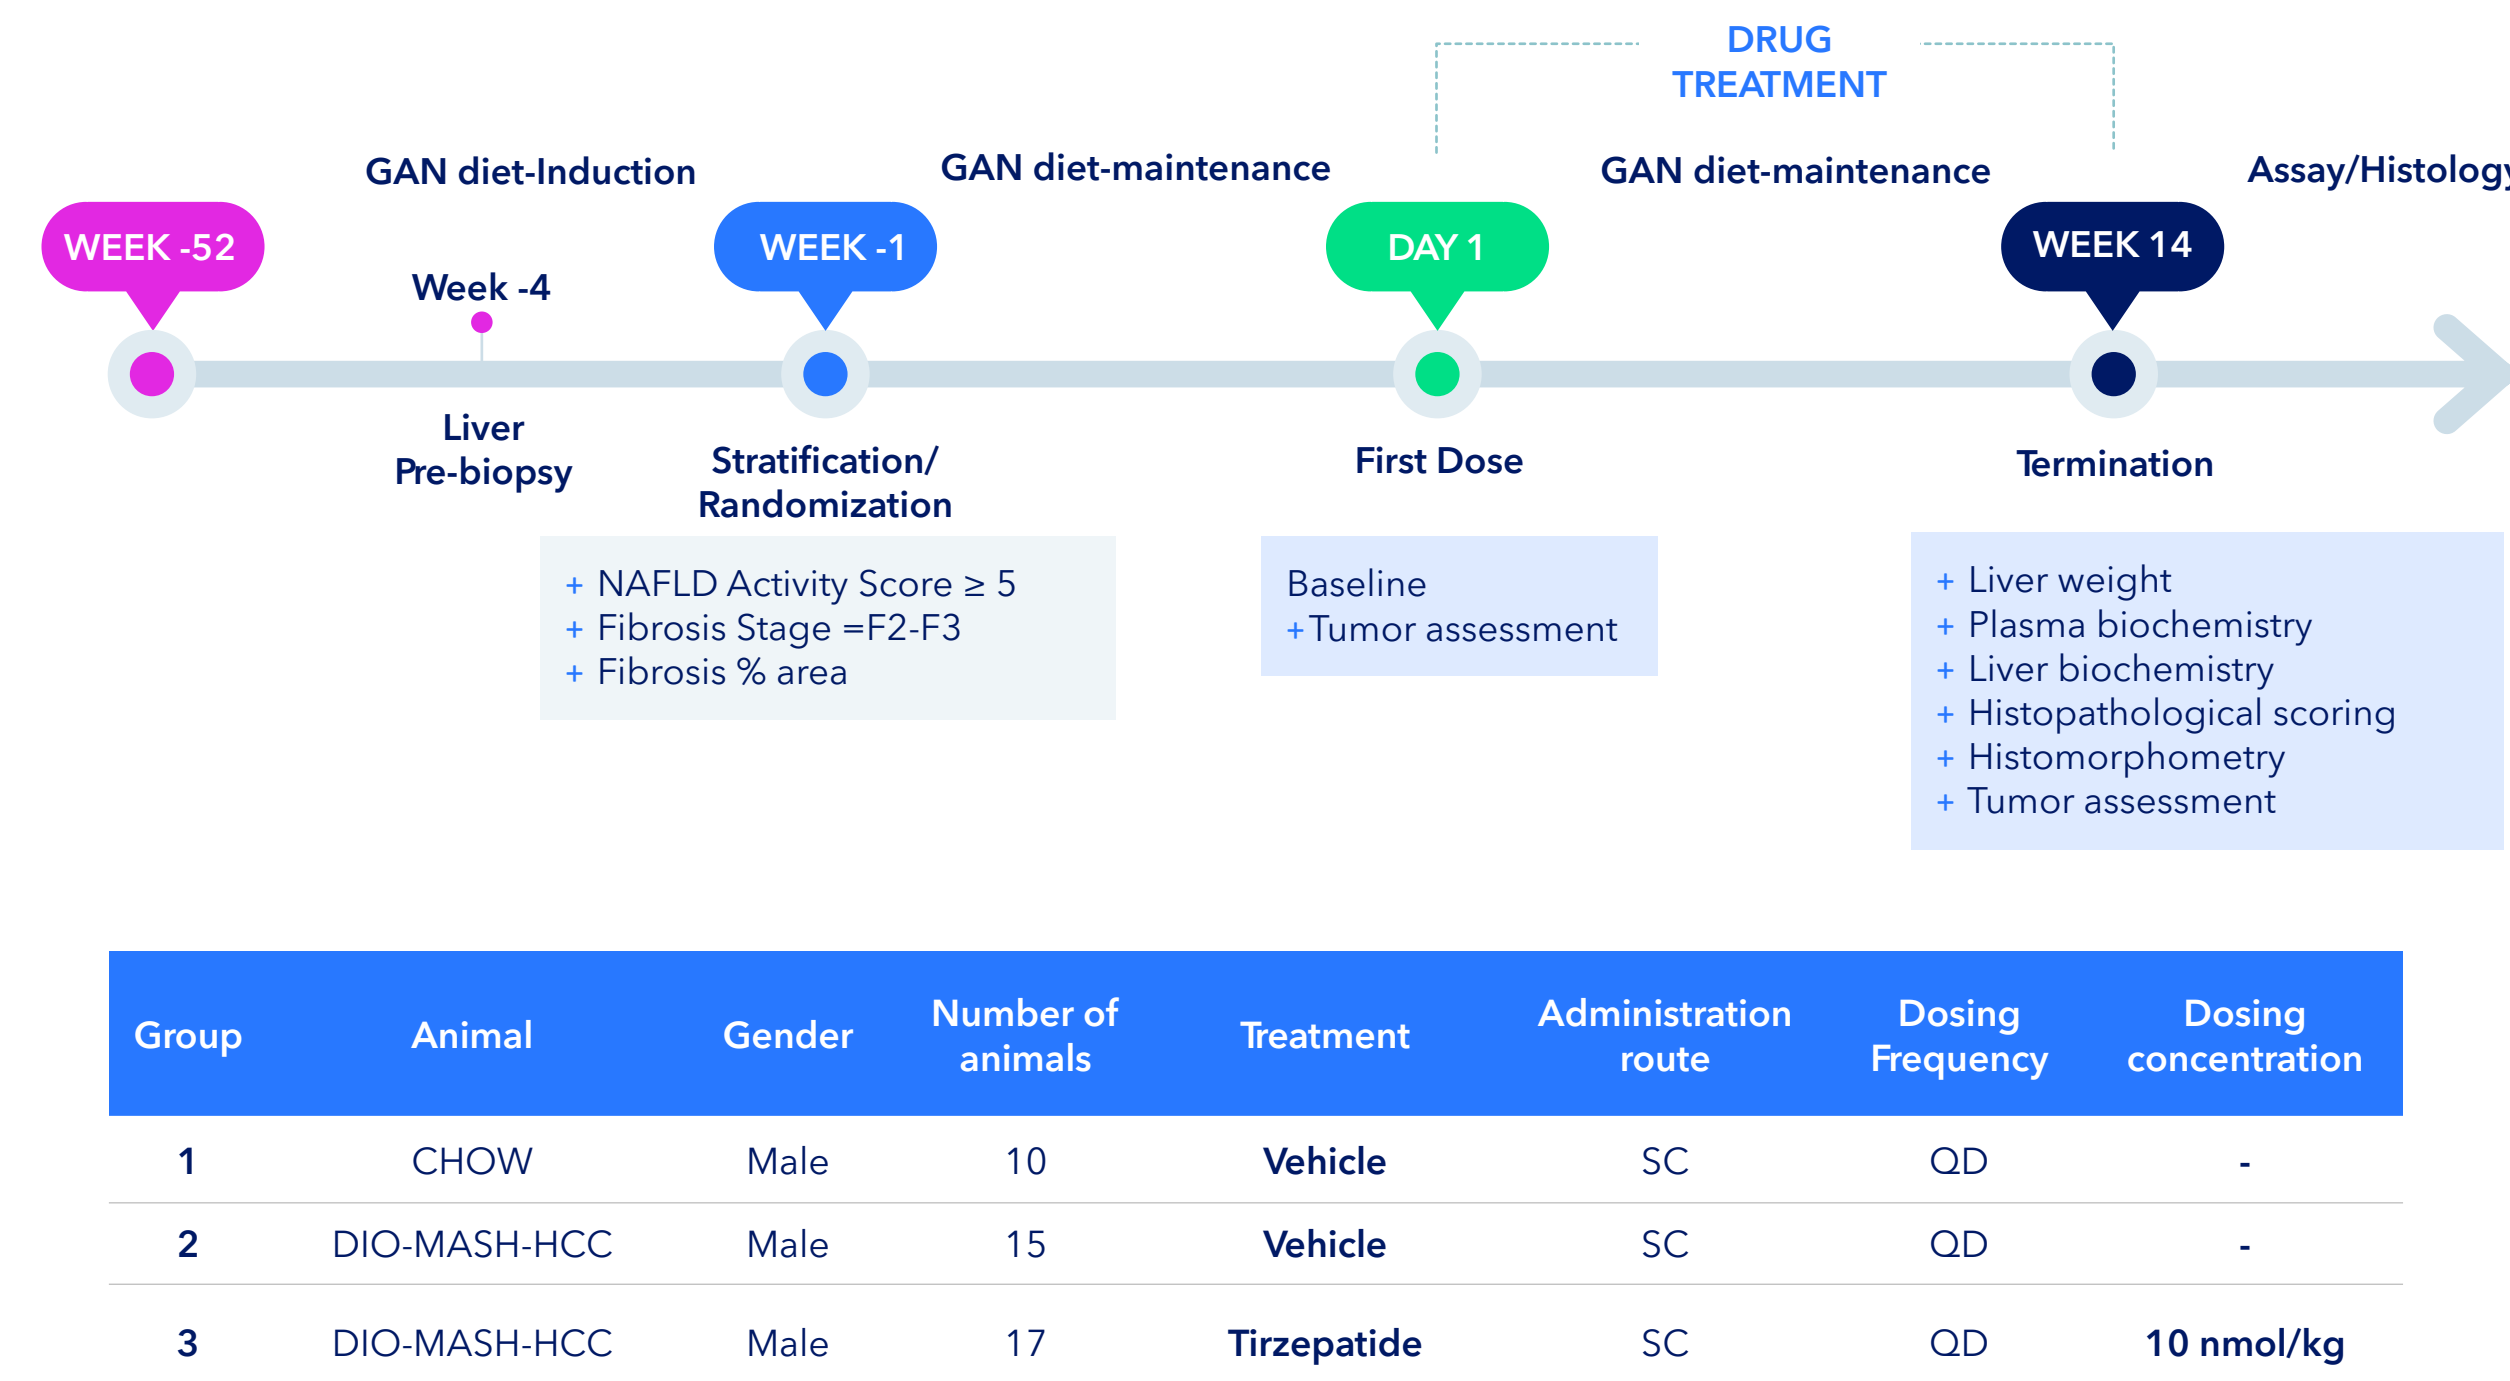 DRUG
TREATMENT
GAN diet-Induction
GAN diet-maintenance
GAN diet-maintenance
Assay/Histology
WEEK -52
WEEK -1
DAY 1
WEEK 14
Week -4
Liver
Pre-biopsy
Stratification/
Randomization
First Dose
Termination
+ NAFLD Activity Score ≥ 5
+ Fibrosis Stage =F2-F3
+ Fibrosis % area
Baseline
+Tumor assessment
+ Liver weight
+ Plasma biochemistry
+ Liver biochemistry
+ Histopathological scoring
+ Histomorphometry
+ Tumor assessment
Group Animal Gender Number of animals Treatment Administration route Dosing Frequency Dosing concentration
1 CHOW Male 10 Vehicle SC QD -
2 DIO-MASH-HCC Male 15 Vehicle SC QD -
3 DIO-MASH-HCC Male 17 Tirzepatide SC QD 10 nmol/kg